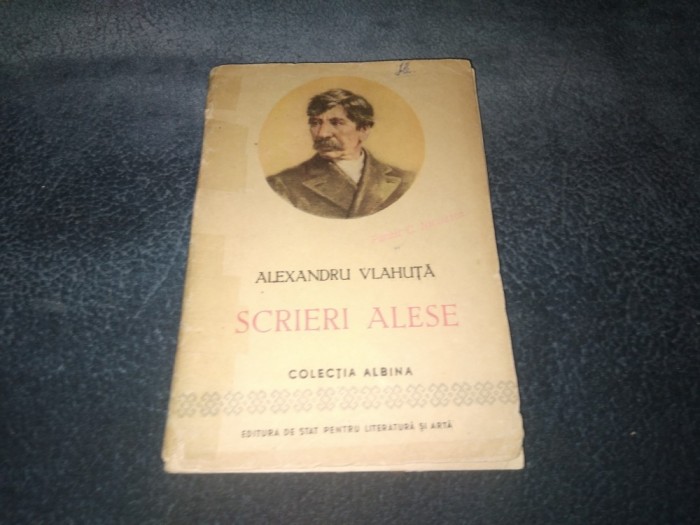 ALEXANDRU VLAHUȚĂ
SCRIERI ALESE
COLECȚIA ALBINA
EDITURA DE STAT PENTRU LITERATURĂ ȘI ARTĂ